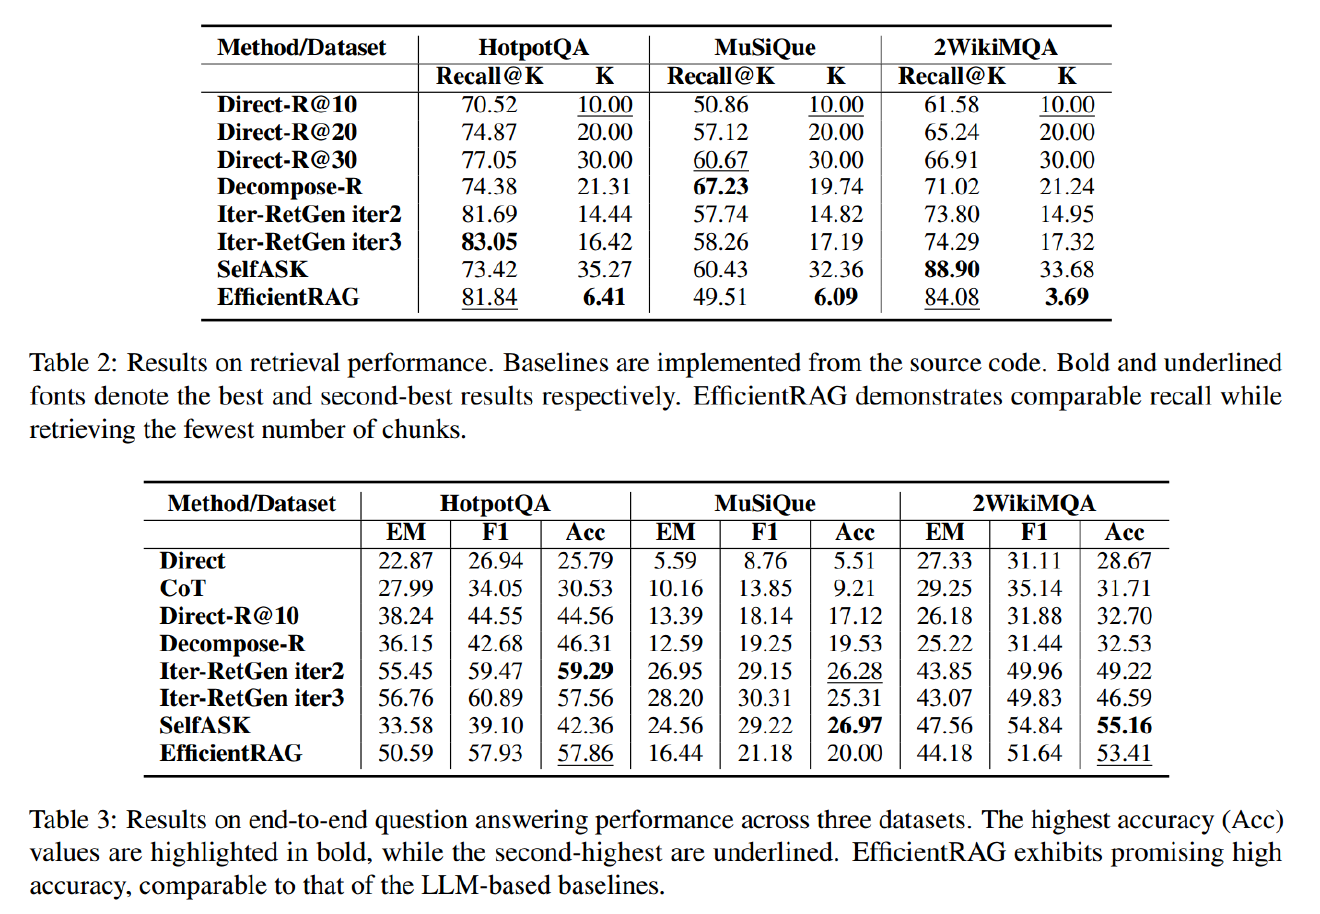 Method/Dataset HotpotQA MuSiQue 2WikiMQA
Recall@K K Recall@K K Recall@K K
Direct-R@10 70.52 10.00 50.86 10.00 61.58 10.00
Direct-R@20 74.87 20.00 57.12 20.00 65.24 20.00
Direct-R@30 77.05 30.00 60.67 30.00 66.91 30.00
Decompose-R 74.38 21.31 67.23 19.74 71.02 21.24
Iter-RetGen iter2 81.69 14.44 57.74 14.82 73.80 14.95
Iter-RetGen iter3 83.05 16.42 58.26 17.19 74.29 17.32
SelfASK 73.42 35.27 60.43 32.36 88.90 33.68
EfficientRAG 81.84 6.41 49.51 6.09 84.08 3.69
Table 2: Results on retrieval performance. Baselines are implemented from the source code. Bold and underlined
fonts denote the best and second-best results respectively. EfficientRAG demonstrates comparable recall while
retrieving the fewest number of chunks.
Method/Dataset HotpotQA MuSiQue 2WikiMQA
EM F1 Acc EM F1 Acc EM F1 Acc
Direct 22.87 26.94 25.79 5.59 8.76 5.51 27.33 31.11 28.67
CoT 27.99 34.05 30.53 10.16 13.85 9.21 29.25 35.14 31.71
Direct-R@10 38.24 44.55 44.56 13.39 18.14 17.12 26.18 31.88 32.70
Decompose-R 36.15 42.68 46.31 12.59 19.25 19.53 25.22 31.44 32.53
Iter-RetGen iter2 55.45 59.47 59.29 26.95 29.15 26.28 43.85 49.96 49.22
Iter-RetGen iter3 56.76 60.89 57.56 28.20 30.31 25.31 43.07 49.83 46.59
SelfASK 33.58 39.10 42.36 24.56 29.22 26.97 47.56 54.84 55.16
EfficientRAG 50.59 57.93 57.86 16.44 21.18 20.00 44.18 51.64 53.41
Table 3: Results on end-to-end question answering performance across three datasets. The highest accuracy (Acc)
values are highlighted in bold, while the second-highest are underlined. EfficientRAG exhibits promising high
accuracy, comparable to that of the LLM-based baselines.